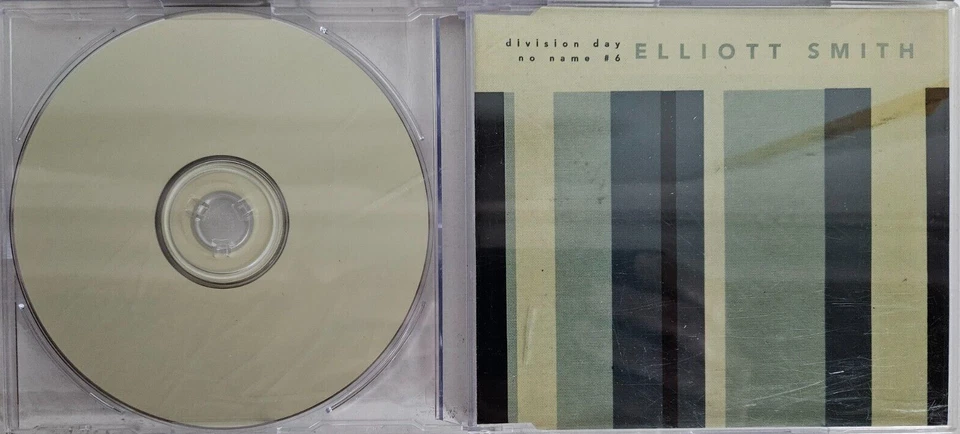 division day
no name #6
ELLIOTT SMITH